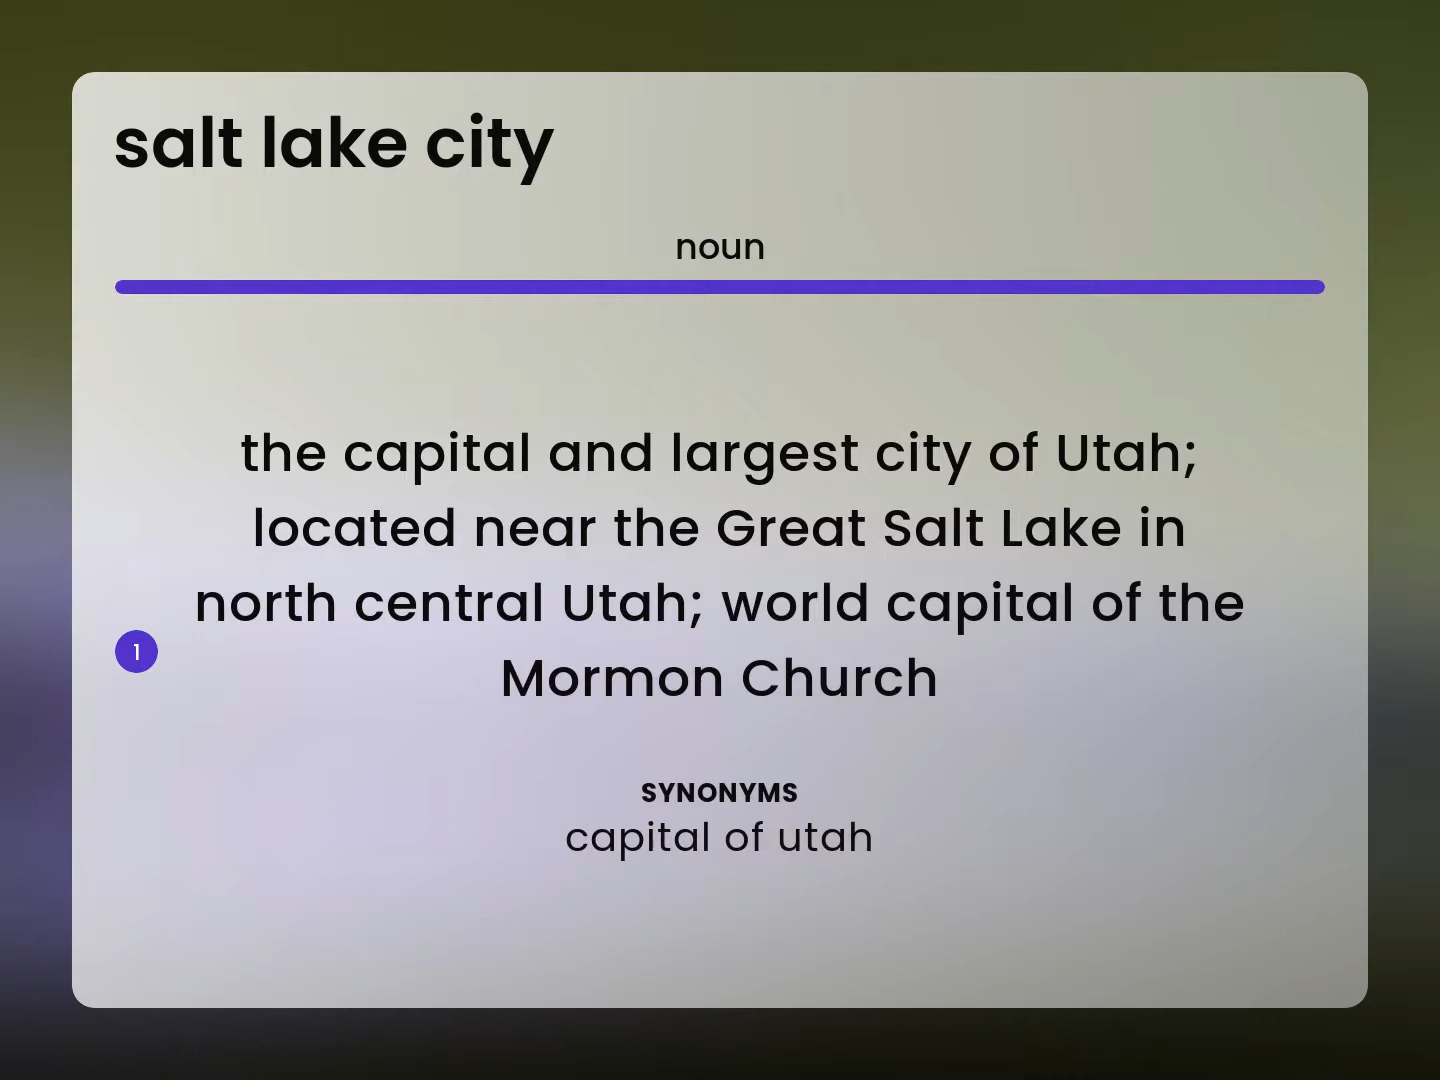 salt lake city
noun
the capital and largest city of Utah;
located near the Great Salt Lake in
north central Utah; world capital of the
1
Mormon Church
SYNONYMS
capital of utah